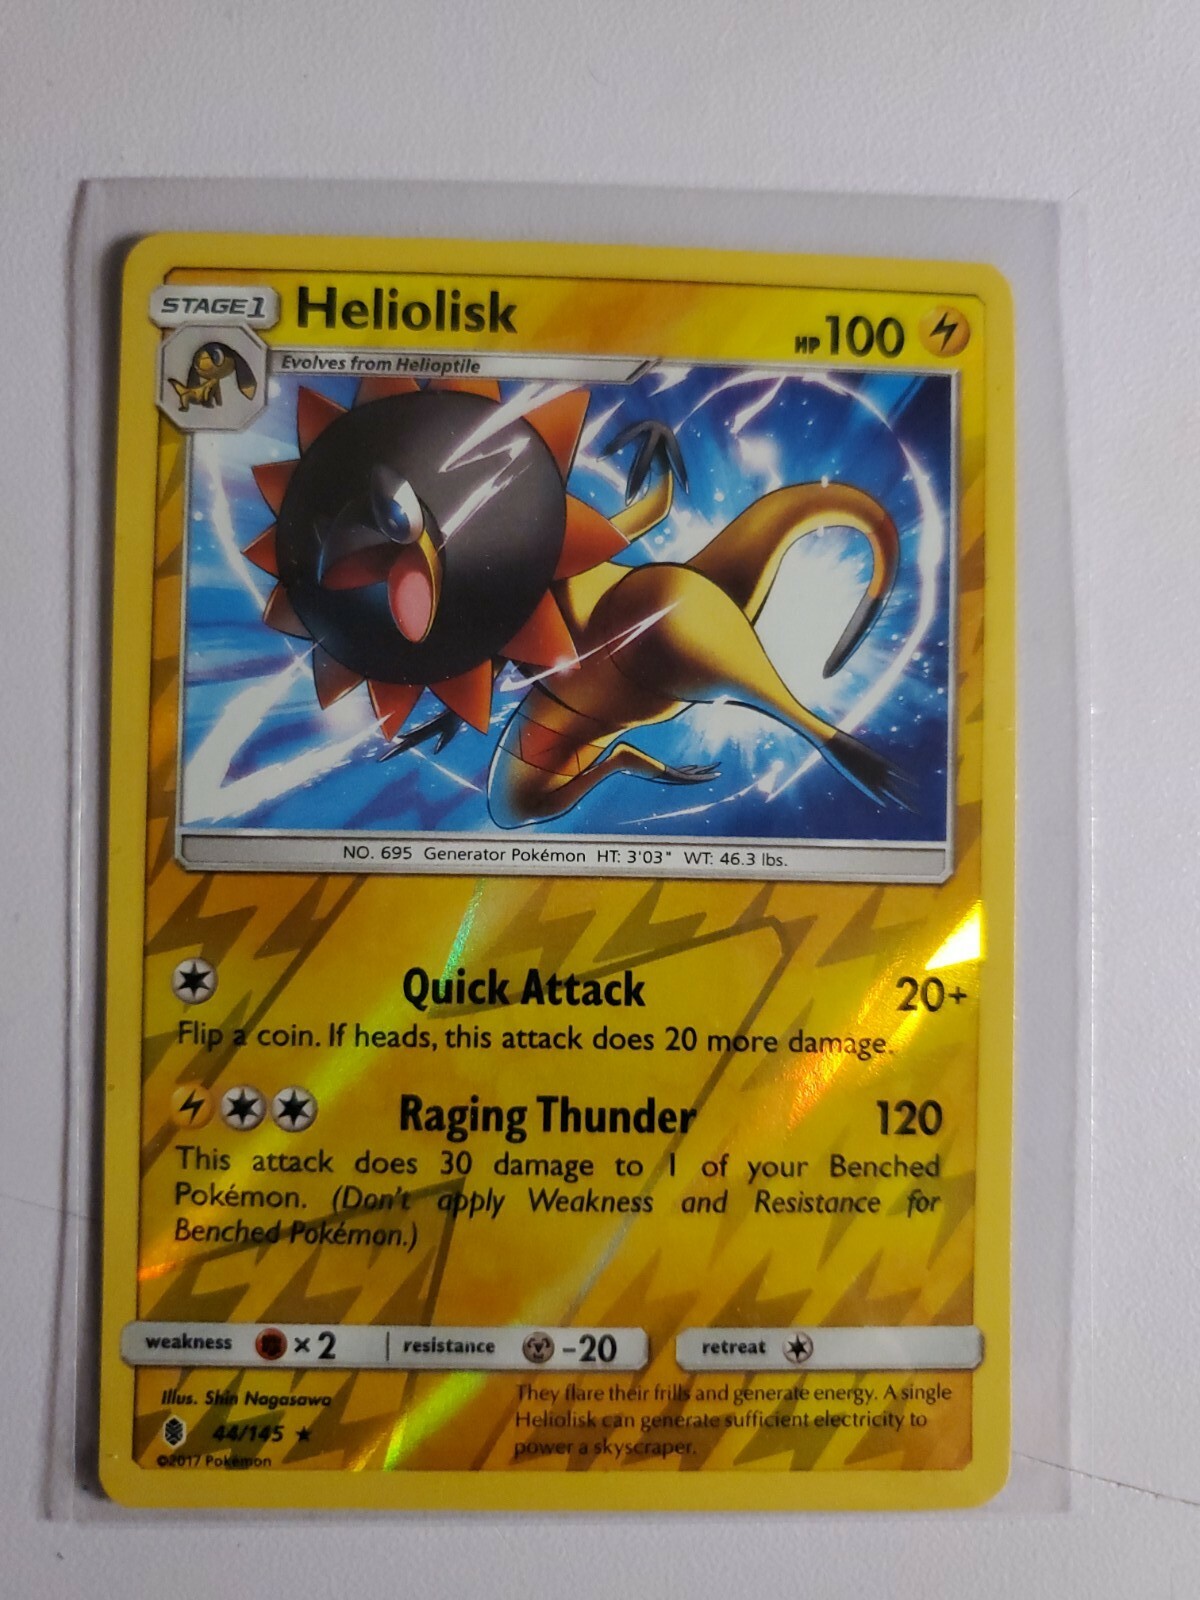 STAGE 1
Heliolisk
HP 100
Evolves from Helioptile
NO. 695 Generator Pokémon HT: 3'03" WT: 46.3 lbs.
Quick Attack 20+
Flip a coin. If heads, this attack does 20 more damage.
Raging Thunder 120
This attack does 30 damage to 1 of your Benched
Pokémon. (Don't apply Weakness and Resistance for
Benched Pokémon.)
weakness ×2 resistance -20 retreat
Illus. Shin Nagasawa
44/145 ★
©2017 Pokémon
They flare their frills and generate energy. A single
Heliolisk can generate sufficient electricity to
power a skyscraper.